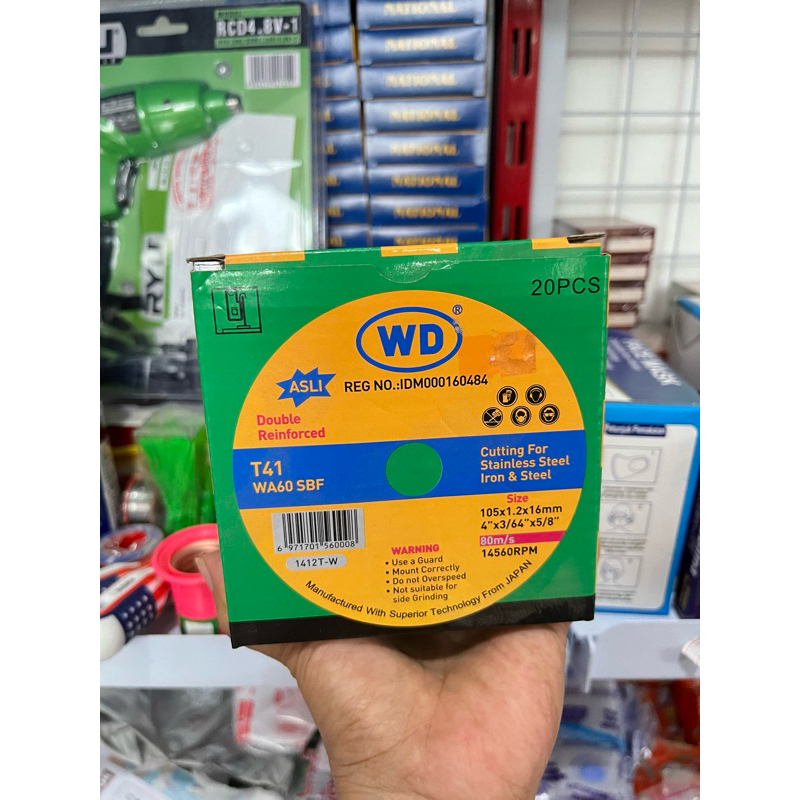 RCD4.8V-1
NATIONAL
NATIONAL
NATIONAL
NATIONAL
NATIONAL
NATIONAL
NATIONAL
NATIONAL
RYU
20PCS
WD®
ASLI
REG NO.:IDM000160484
Double
Reinforced
T41
WA60 SBF
Cutting For
Stainless Steel
Iron & Steel
Size
105x1.2x16mm
4"x3/64"x5/8"
80m/s
14560RPM
6 971701 560008
1412T-W
WARNING
• Use a Guard
• Mount Correctly
• Do not Overspeed
• Not suitable for
side Grinding
Manufactured With Superior Technology From JAPAN